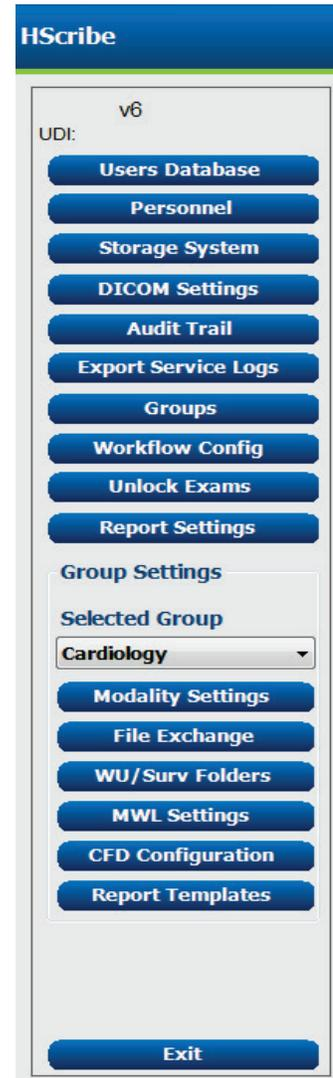 HScribe
v6
UDI:
Users Database
Personnel
Storage System
DICOM Settings
Audit Trail
Export Service Logs
Groups
Workflow Config
Unlock Exams
Report Settings
Group Settings
Selected Group
Cardiology
Modality Settings
File Exchange
WU/Surv Folders
MWL Settings
CFD Configuration
Report Templates
Exit